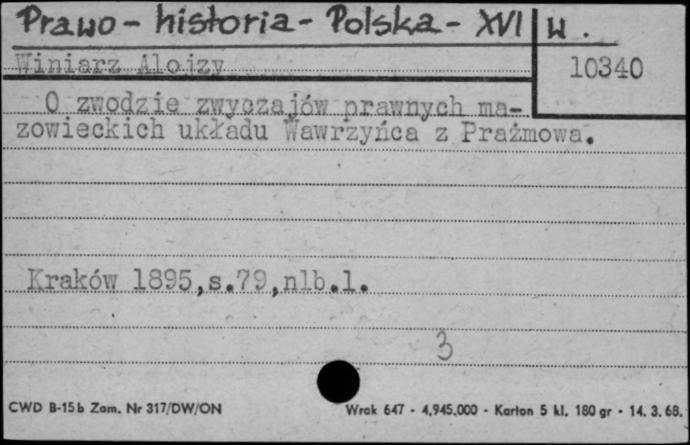 Prawo - historia - Polska - XVI w.
Winiarz Alojzy
10340
O zwodzie zwyczajów prawnych ma-
zowieckich układu Wawrzyńca z Prażmowa.
Kraków 1895,s.79,nlb.1.
3
CWD B-15b Zam. Nr 317/DW/ON
Wrak 647 - 4,945,000 - Karton 5 kl. 180 gr - 14. 3. 68.